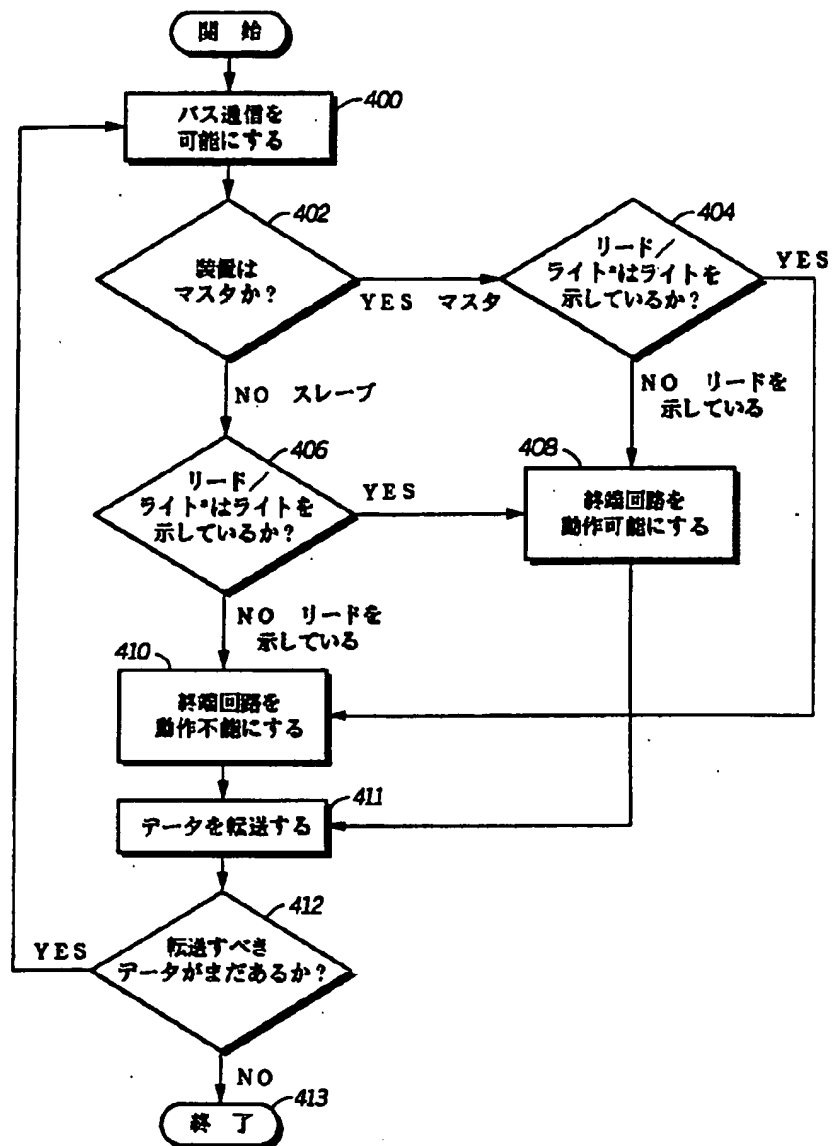 開 始
バス通信を
可能にする
400
402
装置は
マスタか?
YES マスタ
404
リード/
ライト*はライトを
示しているか?
YES
NO スレーブ
NO リードを
示している
406
リード/
ライト*はライトを
示しているか?
YES
408
終端回路を
動作可能にする
NO リードを
示している
410
終端回路を
動作不能にする
411
データを転送する
412
転送すべき
データがまだあるか?
YES
NO
413
終 了